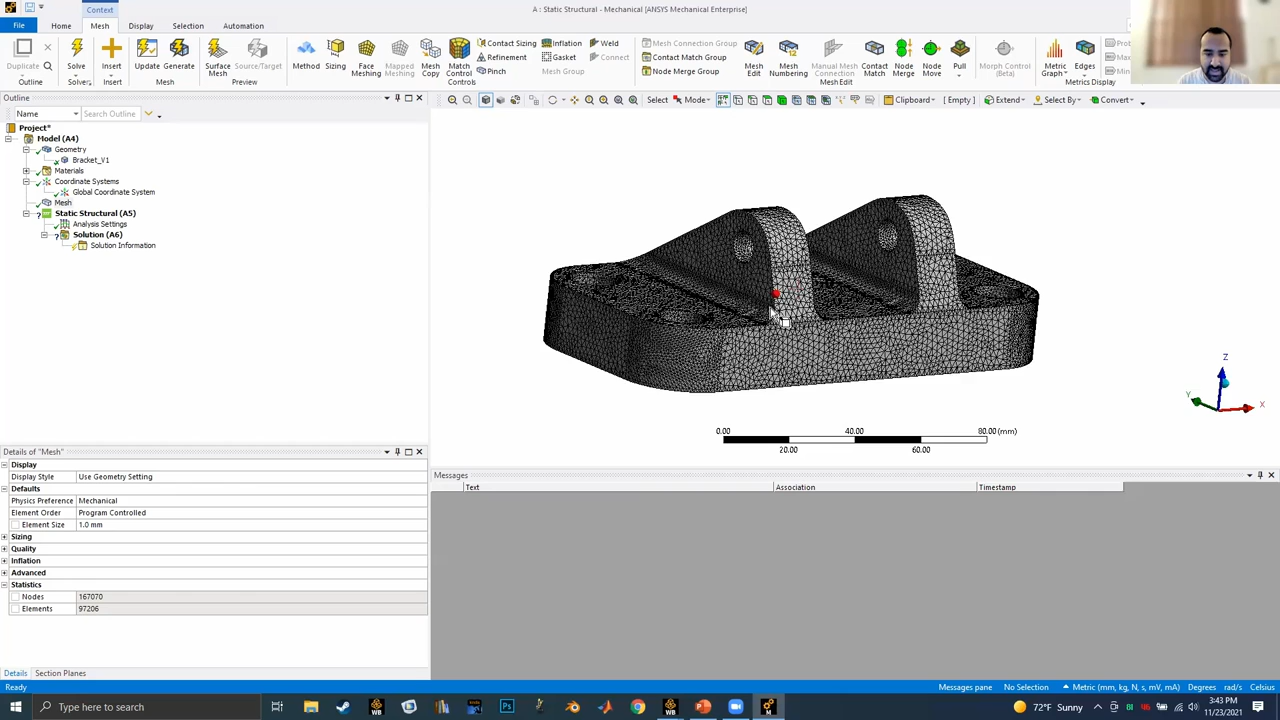 Context
A : Static Structural - Mechanical [ANSYS Mechanical Enterprise]
File Home Mesh Display Selection Automation
Duplicate
Outline
Solve
Solver
Insert
Insert
Update Generate
Mesh
Surface Mesh
Source/Target
Preview
Method Sizing Face Meshing
Mapped
Mesh Copy
Match Control
Controls
Contact Sizing
Refinement
Pinch
Inflation
Gasket
Mesh Group
Weld
Connect
Mesh Connection Group
Contact Match Group
Node Merge Group
Mesh Edit
Mesh Numbering
Manual Mesh Connection
Contact Match
Node Merge
Node Move
Pull
Mesh Edit
Morph Control (Beta)
Metric Graph
Edges
Metrics Display
Outline
Name Search Outline
Select Mode Clipboard [ Empty ] Extend Select By Convert
Project*
Model (A4)
Geometry
Bracket_V1
Materials
Coordinate Systems
Global Coordinate System
Mesh
Static Structural (A5)
Analysis Settings
Solution (A6)
Solution Information
0.00 40.00 80.00 (mm)
20.00 60.00
Z
Y
X
Details of "Mesh"
Display
Display Style Use Geometry Setting
Defaults
Physics Preference Mechanical
Element Order Program Controlled
Element Size 1.0 mm
Sizing
Quality
Inflation
Advanced
Statistics
Nodes 167070
Elements 97206
Messages
Text Association Timestamp
Details Section Planes
Ready
Messages pane No Selection Metric (mm, kg, N, s, mV, mA) Degrees rad/s Celsius
Type here to search
72°F Sunny
3:43 PM
11/23/2021